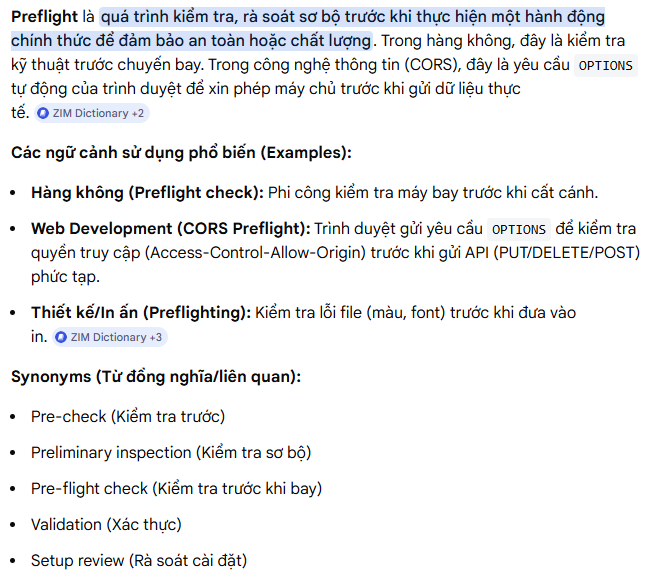 Preflight là quá trình kiểm tra, rà soát sơ bộ trước khi thực hiện một hành động
chính thức để đảm bảo an toàn hoặc chất lượng. Trong hàng không, đây là kiểm tra
kỹ thuật trước chuyến bay. Trong công nghệ thông tin (CORS), đây là yêu cầu OPTIONS
tự động của trình duyệt để xin phép máy chủ trước khi gửi dữ liệu thực
tế. ZIM Dictionary +2
Các ngữ cảnh sử dụng phổ biến (Examples):
• Hàng không (Preflight check): Phi công kiểm tra máy bay trước khi cất cánh.
• Web Development (CORS Preflight): Trình duyệt gửi yêu cầu OPTIONS để kiểm tra
quyền truy cập (Access-Control-Allow-Origin) trước khi gửi API (PUT/DELETE/POST)
phức tạp.
• Thiết kế/In ấn (Preflighting): Kiểm tra lỗi file (màu, font) trước khi đưa vào
in. ZIM Dictionary +3
Synonyms (Từ đồng nghĩa/liên quan):
• Pre-check (Kiểm tra trước)
• Preliminary inspection (Kiểm tra sơ bộ)
• Pre-flight check (Kiểm tra trước khi bay)
• Validation (Xác thực)
• Setup review (Rà soát cài đặt)